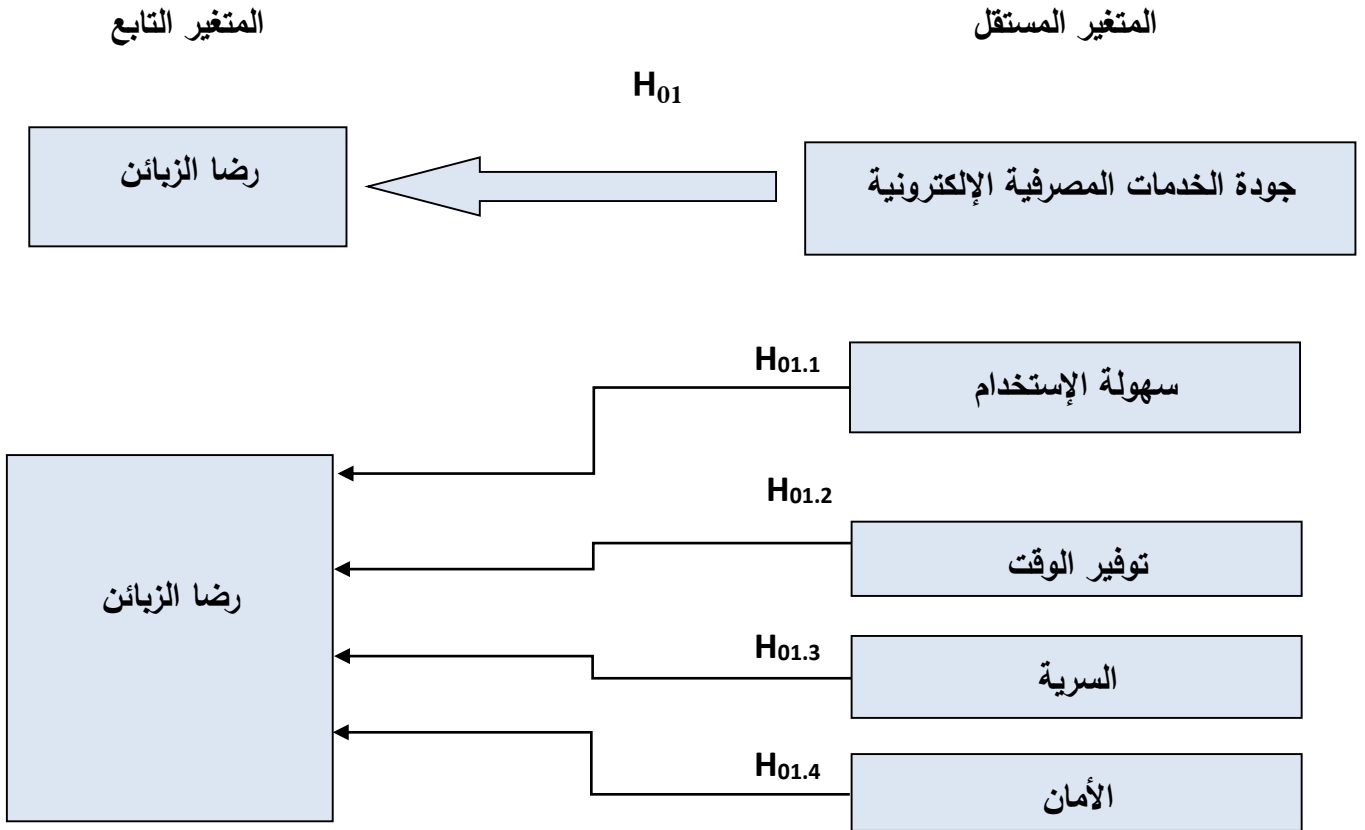 المتغير المستقل
المتغير التابع
H01
جودة الخدمات المصرفية الإلكترونية
رضا الزبائن
H01.1
سهولة الإستخدام
H01.2
توفير الوقت
رضا الزبائن
H01.3
السرية
H01.4
الأمان